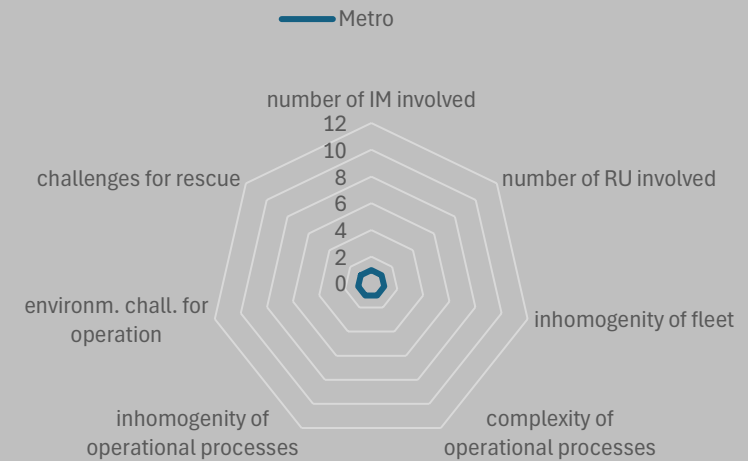 Metro
number of IM involved
12
10
8
6
4
2
0
challenges for rescue
number of RU involved
environm. chall. for
operation
inhomogenity of fleet
inhomogenity of
operational processes
complexity of
operational processes